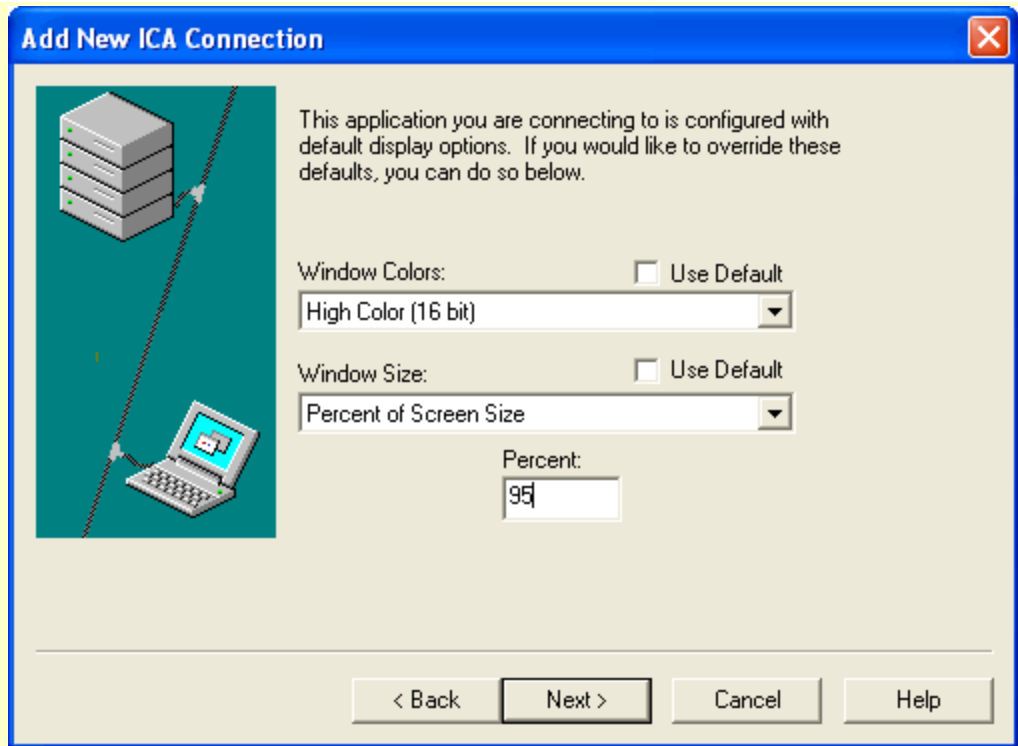 Add New ICA Connection
This application you are connecting to is configured with
default display options. If you would like to override these
defaults, you can do so below.
Window Colors:
Use Default
High Color (16 bit)
Window Size:
Use Default
Percent of Screen Size
Percent:
95
< Back
Next >
Cancel
Help